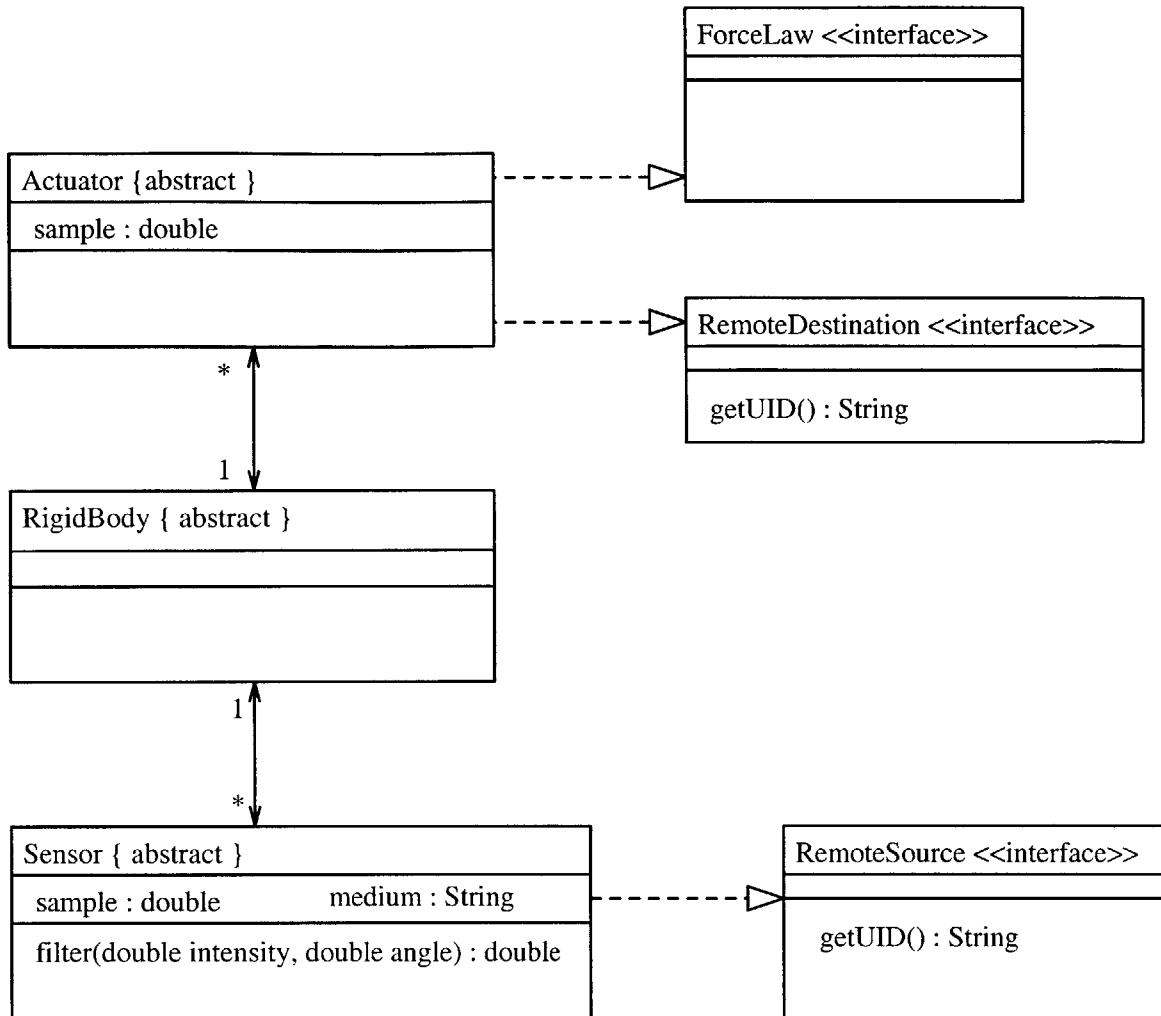 ForceLaw <<interface>>
Actuator {abstract }
sample : double
RemoteDestination <<interface>>
getUID() : String
*
1
RigidBody { abstract }
1
*
Sensor { abstract }
sample : double medium : String
filter(double intensity, double angle) : double
RemoteSource <<interface>>
getUID() : String